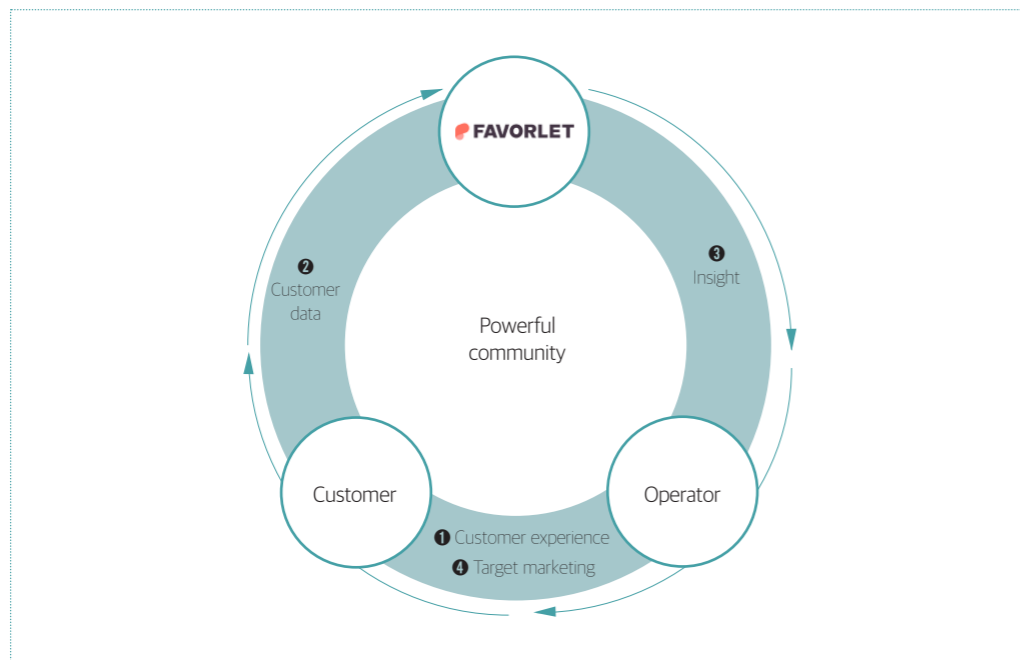 FAVORLET
❷
Customer
data
❸
Insight
Powerful
community
Customer
Operator
❶ Customer experience
❹ Target marketing